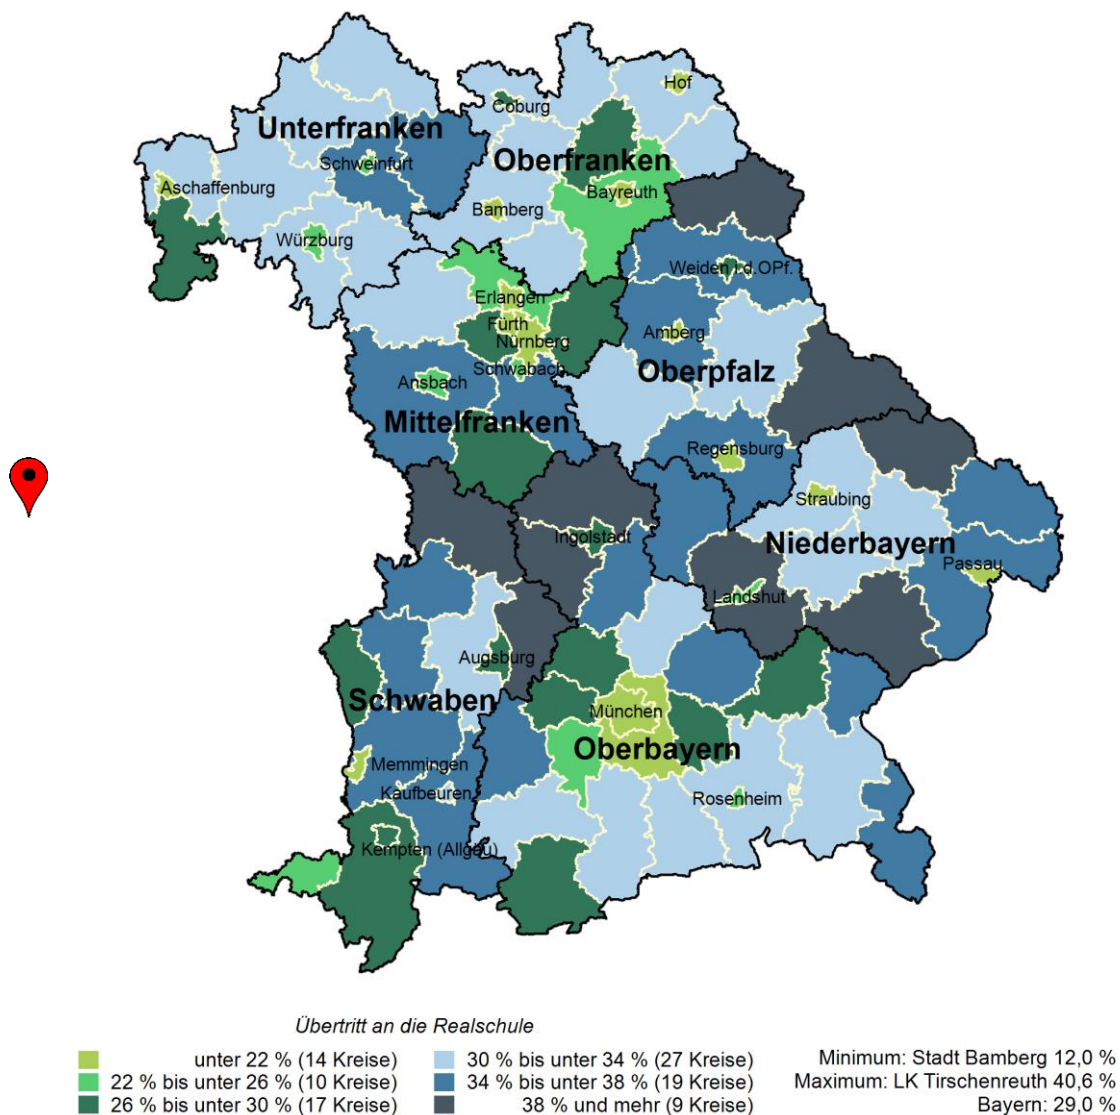 Hof
Coburg
Unterfranken
Oberfranken
Schweinfurt
Aschaffenburg
Bayreuth
Bamberg
Würzburg
Weiden i.d.OPf.
Erlangen
Fürth
Nürnberg
Amberg
Schwabach
Oberpfalz
Ansbach
Mittelfranken
Regensburg
Straubing
Ingolstadt
Niederbayern
Passau
Landshut
Augsburg
Schwaben
München
Oberbayern
Memmingen
Kaufbeuren
Rosenheim
Kempten (Allgäu)
Übertritt an die Realschule
unter 22 % (14 Kreise)
22 % bis unter 26 % (10 Kreise)
26 % bis unter 30 % (17 Kreise)
30 % bis unter 34 % (27 Kreise)
34 % bis unter 38 % (19 Kreise)
38 % und mehr (9 Kreise)
Minimum: Stadt Bamberg 12,0 %
Maximum: LK Tirschenreuth 40,6 %
Bayern: 29,0 %